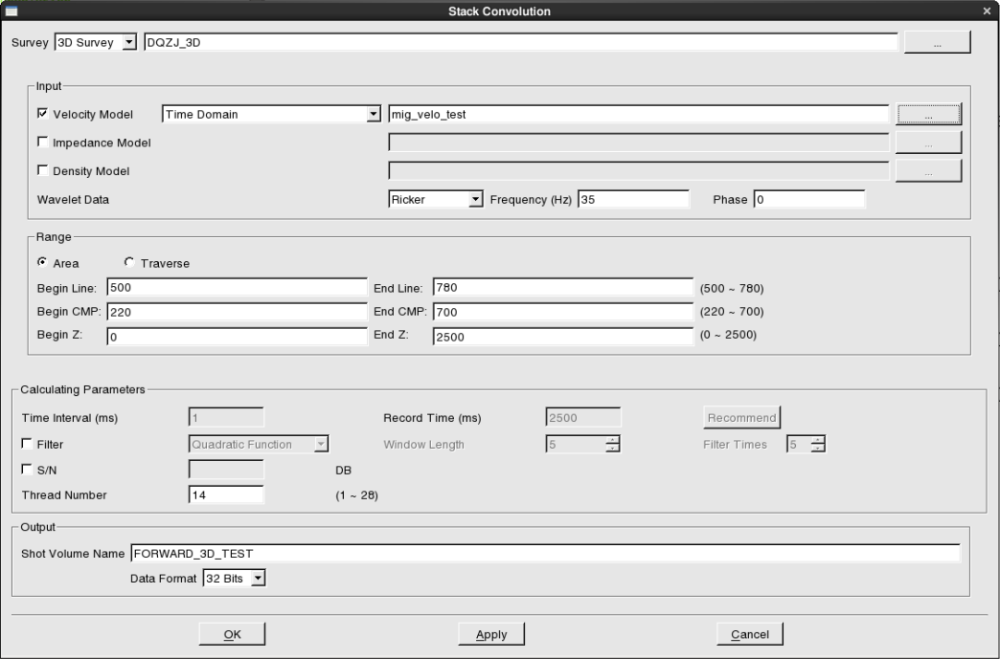 Stack Convolution
Survey 3D Survey DQZJ_3D ...
Input
Velocity Model Time Domain mig_velo_test ...
Impedance Model ...
Density Model ...
Wavelet Data Ricker Frequency (Hz) 35 Phase 0
Range
Area Traverse
Begin Line: 500 End Line: 780 (500 ~ 780)
Begin CMP: 220 End CMP: 700 (220 ~ 700)
Begin Z: 0 End Z: 2500 (0 ~ 2500)
Calculating Parameters
Time Interval (ms) 1 Record Time (ms) 2500 Recommend
Filter Quadratic Function Window Length 5 Filter Times 5
S/N DB
Thread Number 14 (1 ~ 28)
Output
Shot Volume Name FORWARD_3D_TEST
Data Format 32 Bits
OK Apply Cancel